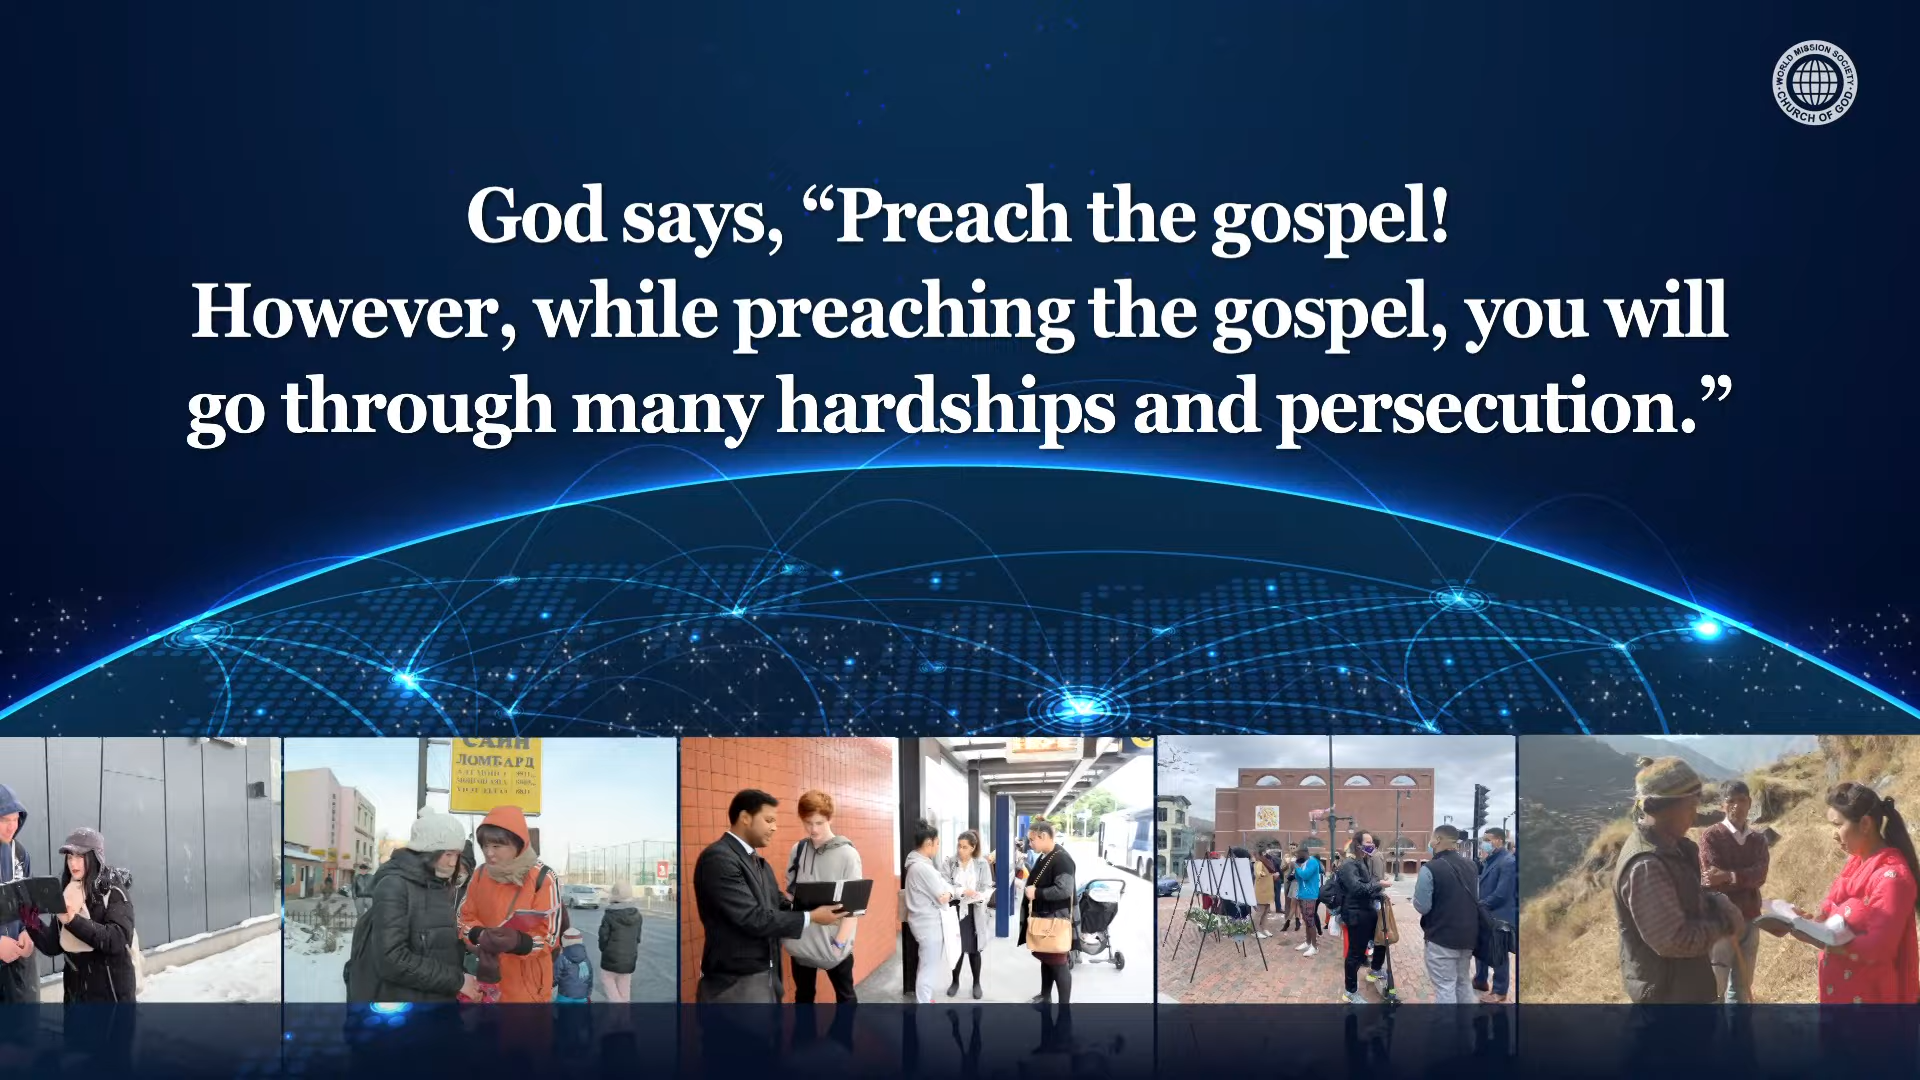 WORLD MISSION SOCIETY
CHURCH OF GOD
God says, “Preach the gospel!
However, while preaching the gospel, you will
go through many hardships and persecution.”
САЙН
ЛОМБАРД